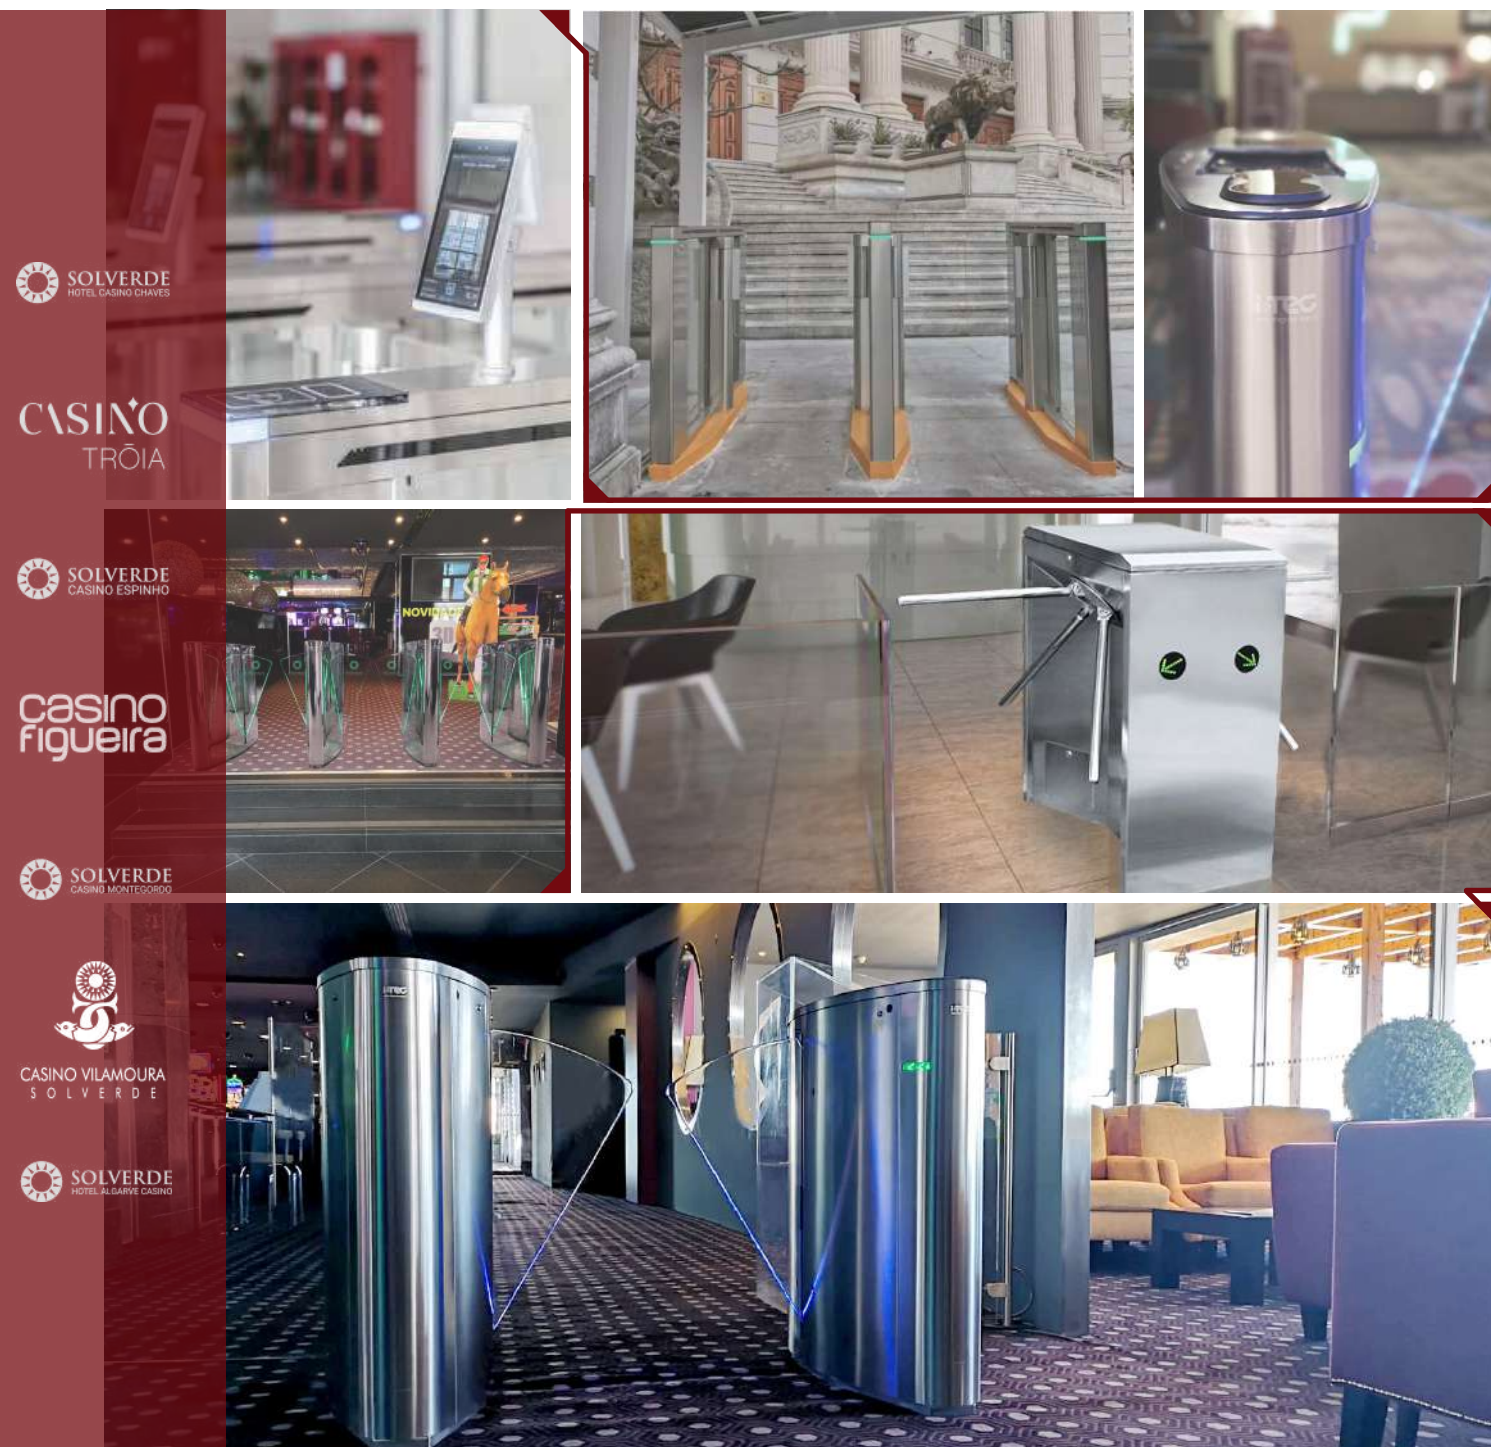 SOLVERDE
HOTEL CASINO CHAVES
CASINO
TRÓIA
SOLVERDE
CASINO ESPINHO
casino
figueira
SOLVERDE
CASINO MONTEGORDO
CASINO VILAMOURA
SOLVERDE
SOLVERDE
HOTEL ALGARVE CASINO
NOVIDADE
30